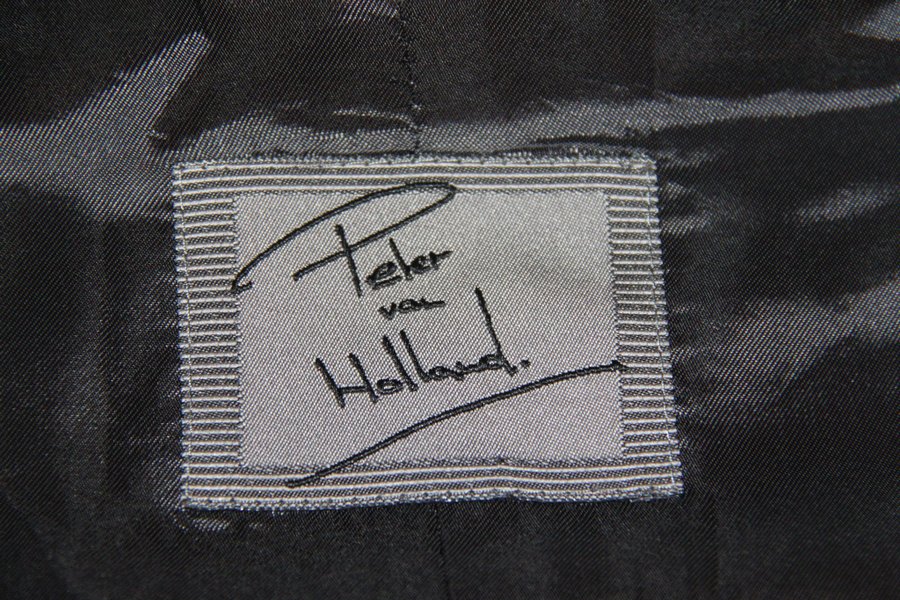 Peter
van
Holland.